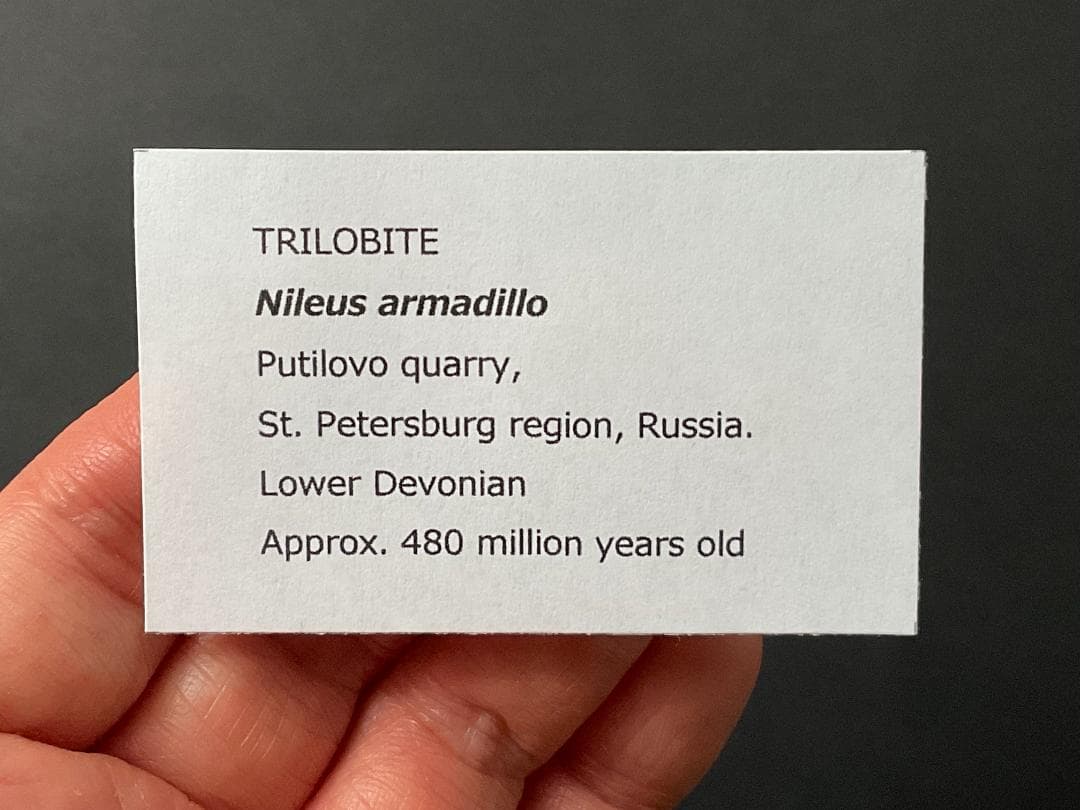 TRILOBITE
Nileus armadillo
Putilovo quarry,
St. Petersburg region, Russia.
Lower Devonian
Approx. 480 million years old